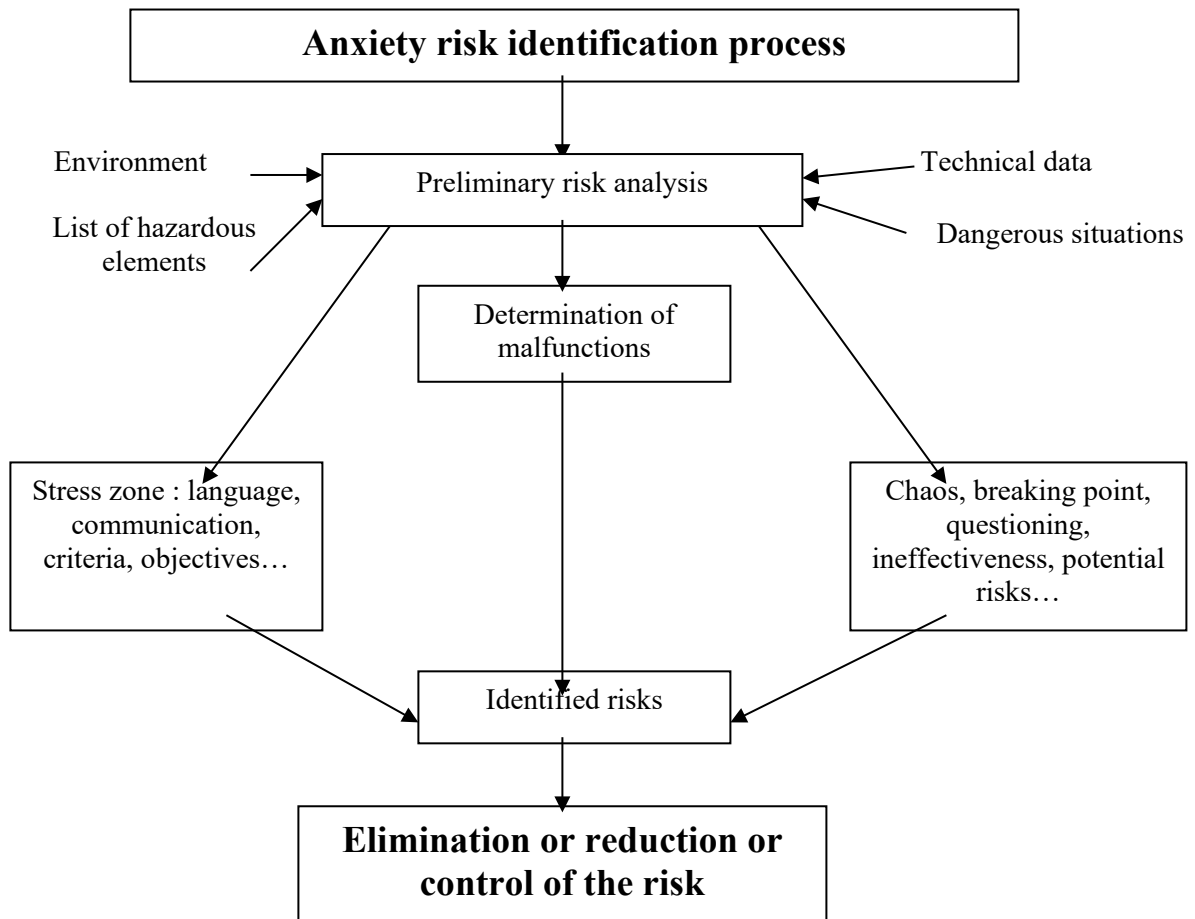 Anxiety risk identification process
Environment
Technical data
Preliminary risk analysis
List of hazardous
elements
Dangerous situations
Determination of
malfunctions
Stress zone : language,
communication,
criteria, objectives…
Chaos, breaking point,
questioning,
ineffectiveness, potential
risks…
Identified risks
Elimination or reduction or
control of the risk